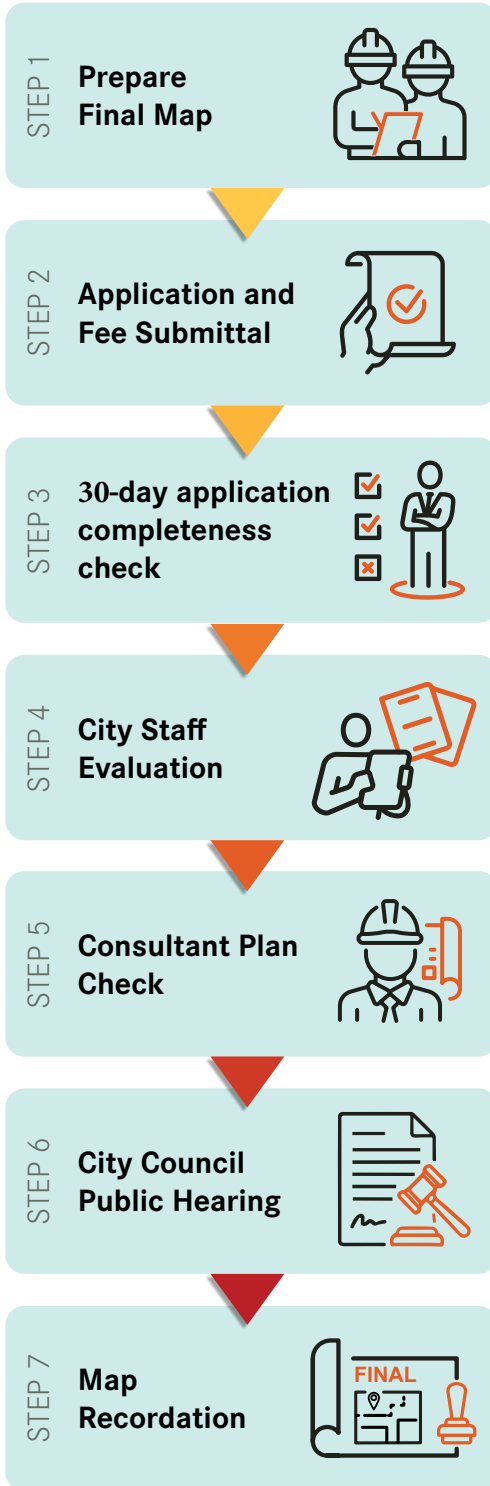 STEP 1
Prepare
Final Map
STEP 2
Application and
Fee Submittal
STEP 3
30-day application
completeness
check
STEP 4
City Staff
Evaluation
STEP 5
Consultant Plan
Check
STEP 6
City Council
Public Hearing
STEP 7
Map
Recordation
FINAL